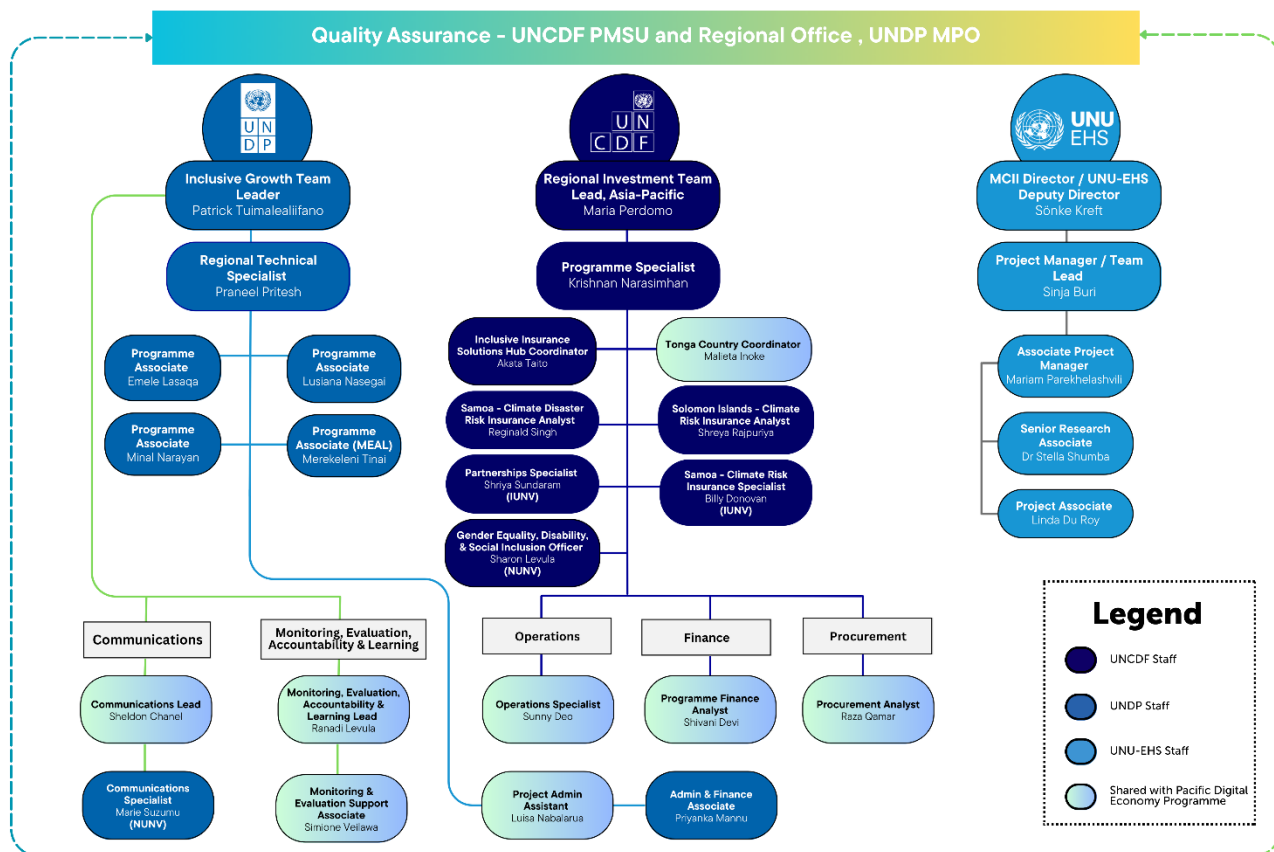 Quality Assurance - UNCDF PMSU and Regional Office , UNDP MPO
U N
D P
Inclusive Growth Team
Leader
Patrick Tuimalealiifano
Regional Technical
Specialist
Praneel Pritesh
Programme
Associate
Emele Lasaqa
Programme
Associate
Lusiana Nasegai
Programme
Associate
Minal Narayan
Programme
Associate (MEAL)
Merekeleni Tinai
U N
C D F
Regional Investment Team
Lead, Asia-Pacific
Maria Perdomo
Programme Specialist
Krishnan Narasimhan
Inclusive Insurance
Solutions Hub Coordinator
Akata Taito
Tonga Country Coordinator
Malieta Inoke
Samoa - Climate Disaster
Risk Insurance Analyst
Reginald Singh
Solomon Islands - Climate
Risk Insurance Analyst
Shreya Rajpuriya
Partnerships Specialist
Shriya Sundaram
(IUNV)
Samoa - Climate Risk
Insurance Specialist
Billy Donovan
(IUNV)
Gender Equality, Disability,
& Social Inclusion Officer
Sharon Levula
(NUNV)
UNU
EHS
MCII Director / UNU-EHS
Deputy Director
Sönke Kreft
Project Manager / Team
Lead
Sinja Buri
Associate Project
Manager
Mariam Parekhelashvili
Senior Research
Associate
Dr Stella Shumba
Project Associate
Linda Du Roy
Communications
Communications Lead
Sheldon Chanel
Communications
Specialist
Marie Suzumu
(NUNV)
Monitoring, Evaluation,
Accountability & Learning
Monitoring, Evaluation,
Accountability &
Learning Lead
Ranadi Levula
Monitoring &
Evaluation Support
Associate
Simione Veilawa
Operations
Operations Specialist
Sunny Deo
Project Admin
Assistant
Luisa Nabalarua
Finance
Programme Finance
Analyst
Shivani Devi
Admin & Finance
Associate
Priyanka Mannu
Procurement
Procurement Analyst
Raza Qamar
Legend
UNCDF Staff
UNDP Staff
UNU-EHS Staff
Shared with Pacific Digital
Economy Programme